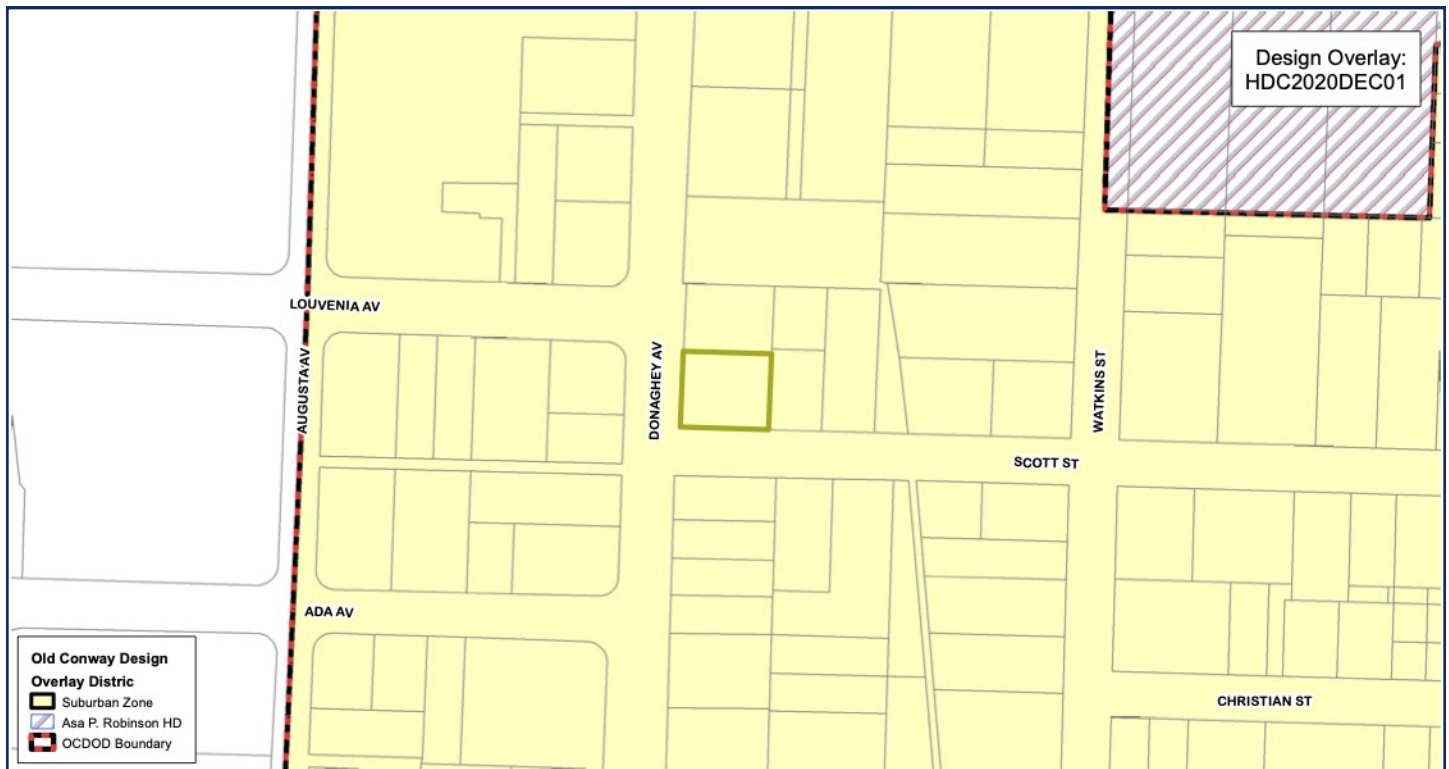 Design Overlay:
HDC2020DEC01
LOUVENIA AV
AUGUSTA AV
DONAGHEY AV
WATKINS ST
SCOTT ST
ADA AV
CHRISTIAN ST
Old Conway Design
Overlay Distric
Suburban Zone
Asa P. Robinson HD
OCDOD Boundary